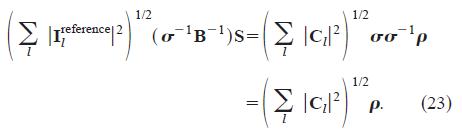 (∑_l |I_l^reference|²)^1/2 (σ⁻¹B⁻¹)S = (∑_l |C_l|²)^1/2 σσ⁻¹ρ
= (∑_l |C_l|²)^1/2 ρ. (23)